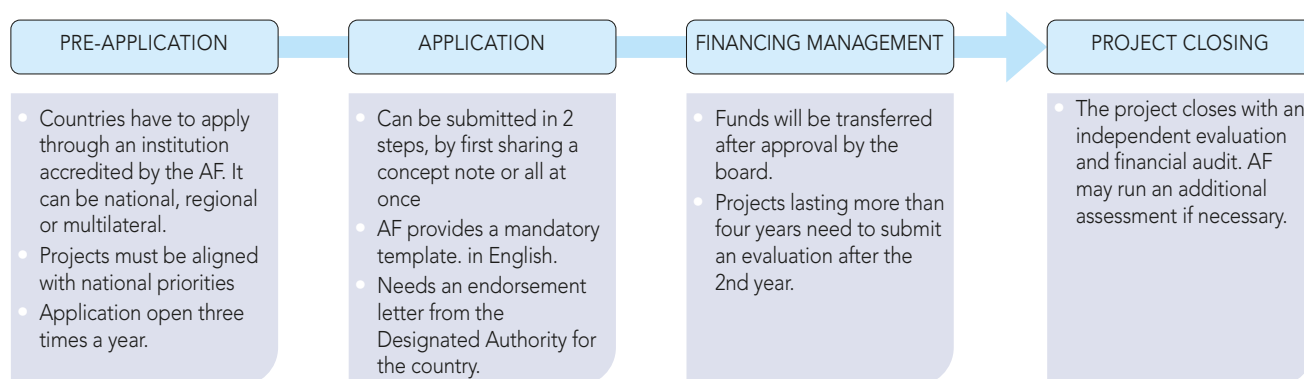 PRE-APPLICATION
Countries have to apply
through an institution
accredited by the AF. It
can be national, regional
or multilateral.
Projects must be aligned
with national priorities
Application open three
times a year.
APPLICATION
Can be submitted in 2
steps, by first sharing a
concept note or all at
once
AF provides a mandatory
template. in English.
Needs an endorsement
letter from the
Designated Authority for
the country.
FINANCING MANAGEMENT
Funds will be transferred
after approval by the
board.
Projects lasting more than
four years need to submit
an evaluation after the
2nd year.
PROJECT CLOSING
The project closes with an
independent evaluation
and financial audit. AF
may run an additional
assessment if necessary.